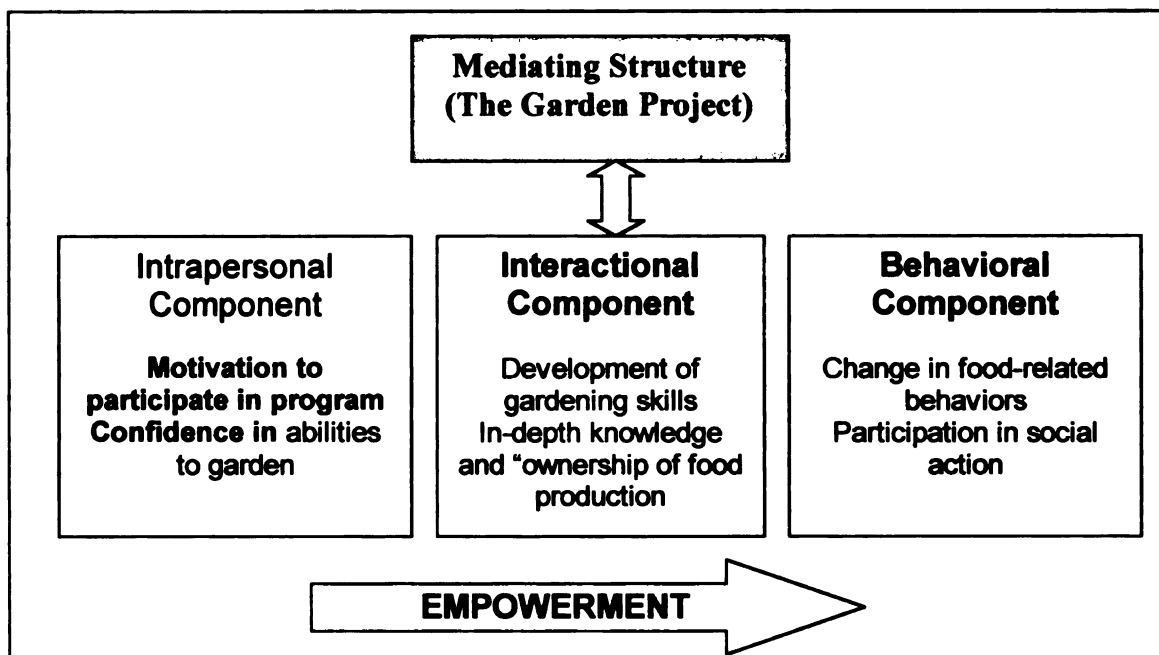 Mediating Structure
(The Garden Project)
Intrapersonal
Component
Motivation to
participate in program
Confidence in abilities
to garden
Interactional
Component
Development of
gardening skills
In-depth knowledge
and “ownership of food
production
Behavioral
Component
Change in food-related
behaviors
Participation in social
action
EMPOWERMENT